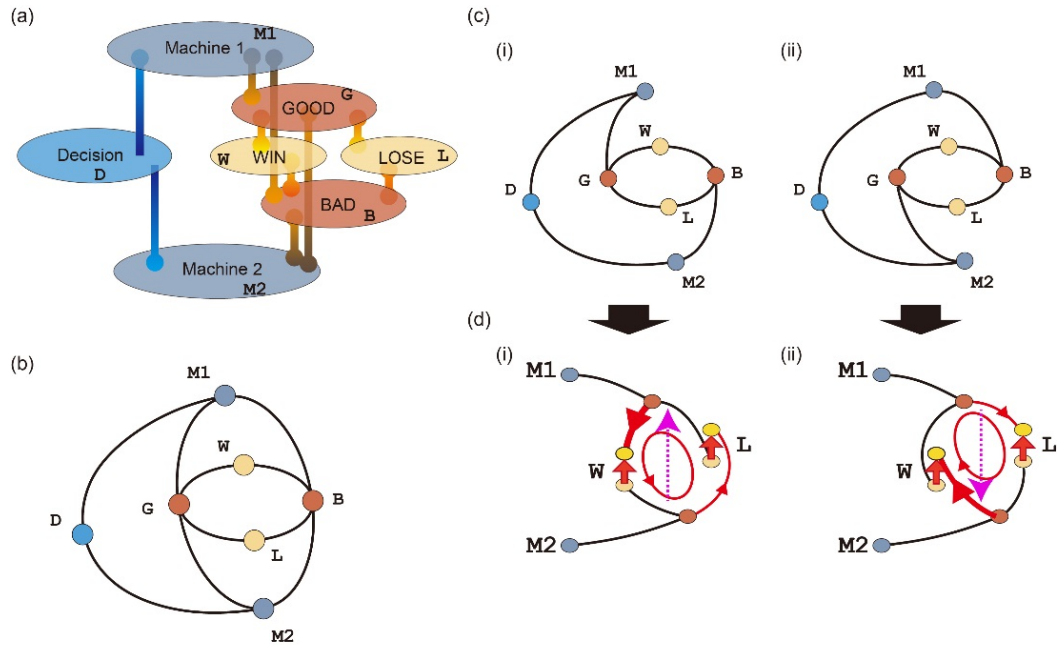 (a)
Machine 1 M1
GOOD G
Decision D
W WIN
LOSE L
BAD B
Machine 2 M2
(b)
M1
W
G
B
D
L
M2
(c)
(i)
M1
W
G
B
D
L
M2
(ii)
M1
W
G
B
D
L
M2
(d)
(i)
M1
L
W
M2
(ii)
M1
L
W
M2